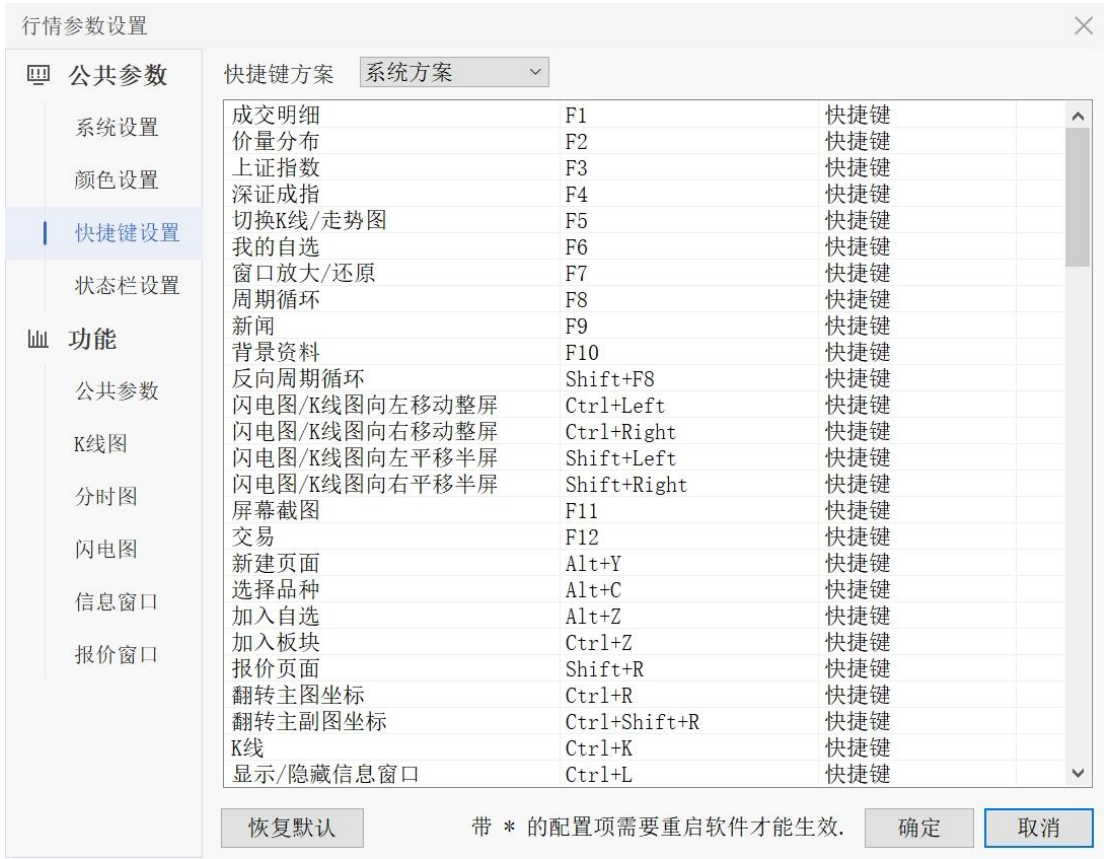 行情参数设置
公共参数
系统设置
颜色设置
快捷键设置
状态栏设置
功能
公共参数
K线图
分时图
闪电图
信息窗口
报价窗口
快捷键方案 系统方案
成交明细 F1 快捷键
价量分布 F2 快捷键
上证指数 F3 快捷键
深证成指 F4 快捷键
切换K线/走势图 F5 快捷键
我的自选 F6 快捷键
窗口放大/还原 F7 快捷键
周期循环 F8 快捷键
新闻 F9 快捷键
背景资料 F10 快捷键
反向周期循环 Shift+F8 快捷键
闪电图/K线图向左移动整屏 Ctrl+Left 快捷键
闪电图/K线图向右移动整屏 Ctrl+Right 快捷键
闪电图/K线图向左平移半屏 Shift+Left 快捷键
闪电图/K线图向右平移半屏 Shift+Right 快捷键
屏幕截图 F11 快捷键
交易 F12 快捷键
新建页面 Alt+Y 快捷键
选择品种 Alt+C 快捷键
加入自选 Alt+Z 快捷键
加入板块 Ctrl+Z 快捷键
报价页面 Shift+R 快捷键
翻转主图坐标 Ctrl+R 快捷键
翻转主副图坐标 Ctrl+Shift+R 快捷键
K线 Ctrl+K 快捷键
显示/隐藏信息窗口 Ctrl+L 快捷键
恢复默认 带 * 的配置项需要重启软件才能生效. 确定 取消